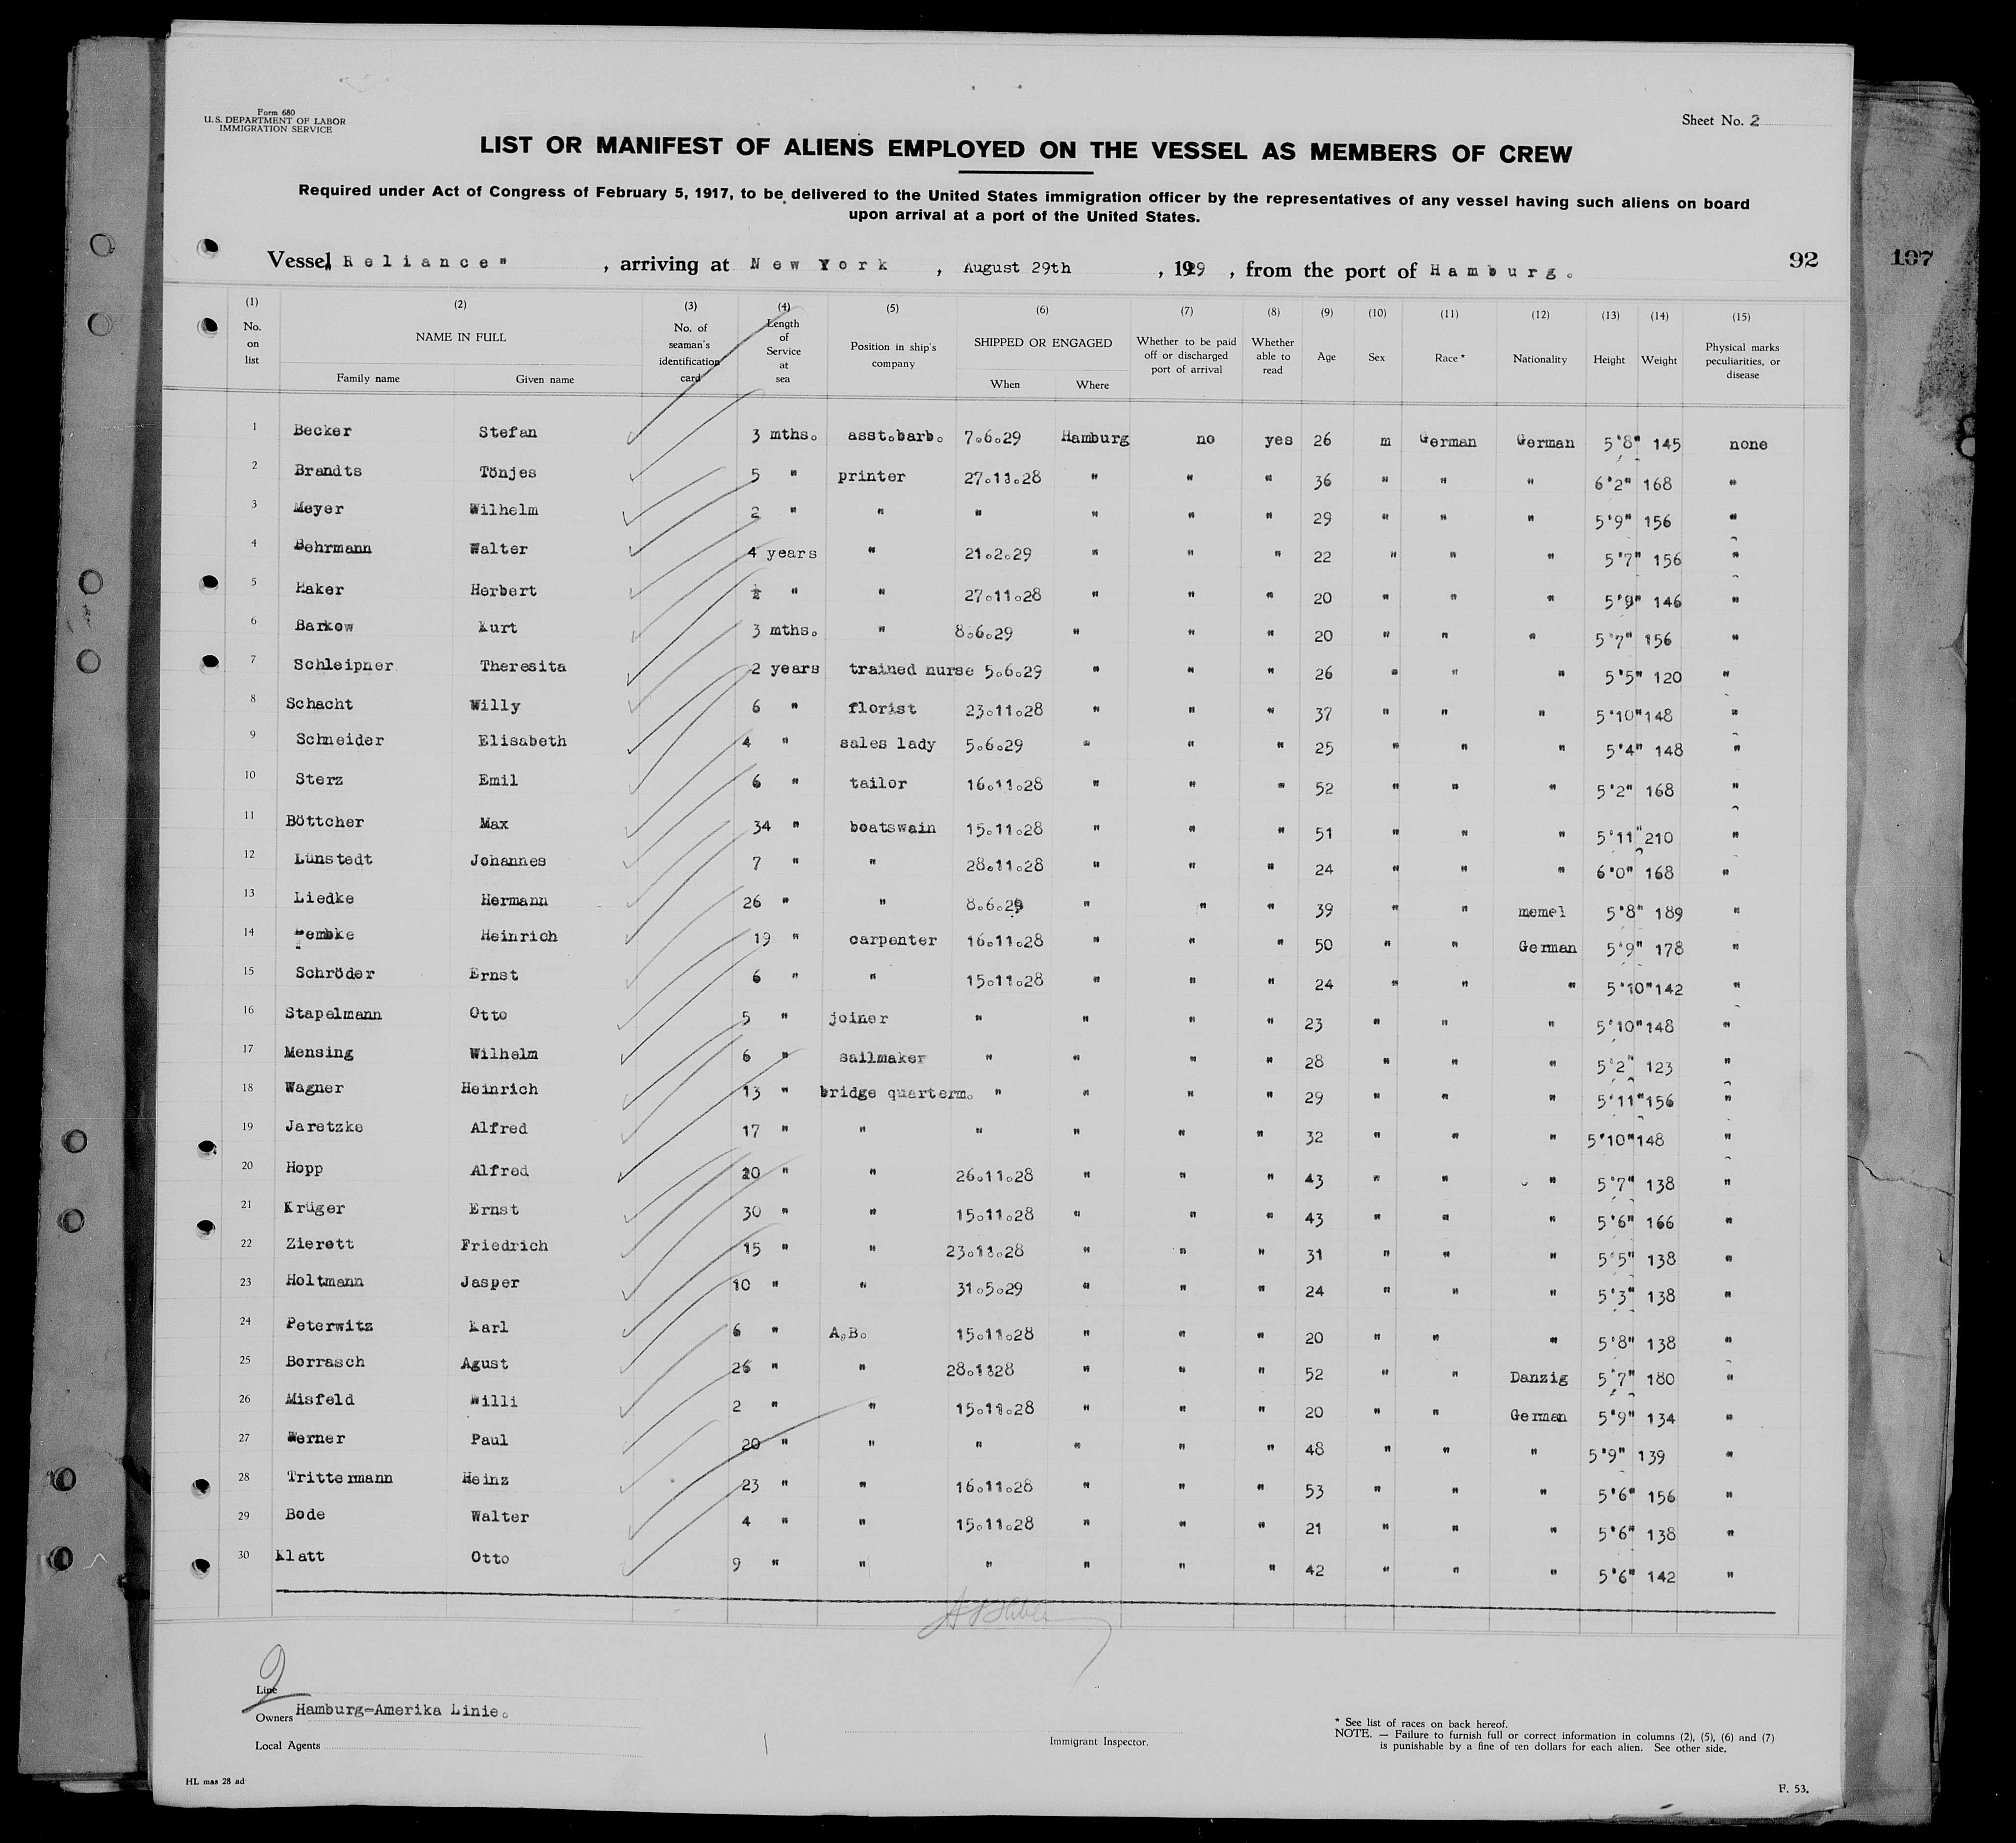 Form 680
U. S. DEPARTMENT OF LABOR
IMMIGRATION SERVICE
Sheet No. 2
LIST OR MANIFEST OF ALIENS EMPLOYED ON THE VESSEL AS MEMBERS OF CREW
Required under Act of Congress of February 5, 1917, to be delivered to the United States immigration officer by the representatives of any vessel having such aliens on board
upon arrival at a port of the United States.
Vessel "Reliance" , arriving at New York , August 29th , 1929 , from the port of Hamburg.
92
107
(1) (2) (3) (4) (5) (6) (7) (8) (9) (10) (11) (12) (13) (14) (15)
No. on list NAME IN FULL Family name Given name No. of seaman's identification card Length of Service at sea Position in ship's company SHIPPED OR ENGAGED When Where Whether to be paid off or discharged port of arrival Whether able to read Age Sex Race * Nationality Height Weight Physical marks peculiarities, or disease
1 Becker Stefan 3 mths. asst.barb. 7.6.29 Hamburg no yes 26 m German German 5'8" 145 none
2 Brandts Tönjes 5 " printer 27.11.28 " " " 36 " " " 6'2" 168 "
3 Meyer Wilhelm 2 " " " " " " 29 " " " 5'9" 156 "
4 Behrmann Walter 4 years " 21.2.29 " " " 22 " " " 5'7" 156 "
5 Haker Herbert ½ " " 27.11.28 " " " 20 " " " 5'9" 146 "
6 Barkow Kurt 3 mths. " 8.6.29 " " " 20 " " " 5'7" 156 "
7 Schleipner Theresita 2 years trained nurse 5.6.29 " " " 26 " " " 5'5" 120 "
8 Schacht Willy 6 " florist 23.11.28 " " " 37 " " " 5'10" 148 "
9 Schneider Elisabeth 4 " sales lady 5.6.29 " " " 25 " " " 5'4" 148 "
10 Sterz Emil 6 " tailor 16.11.28 " " " 52 " " " 5'2" 168 "
11 Böttcher Max 34 " boatswain 15.11.28 " " " 51 " " " 5'11" 210 "
12 Lünstedt Johannes 7 " " 28.11.28 " " " 24 " " " 6'0" 168 "
13 Liedke Hermann 26 " " 8.6.29 " " " 39 " " memel 5'8" 189 "
14 Heinrich 19 " carpenter 16.11.28 " " " 50 " " German 5'9" 178 "
15 Schröder Ernst 6 " " 15.11.28 " " " 24 " " " 5'10" 142 "
16 Stapelmann Otto 5 " joiner " " " " 23 " " " 5'10" 148 "
17 Mensing Wilhelm 6 " sailmaker " " " " 28 " " " 5'2" 123 "
18 Wagner Heinrich 13 " bridge quarterm. " " " " 29 " " " 5'11" 156 "
19 Jaretzke Alfred 17 " " " " " " 32 " " " 5'10" 148 "
20 Hopp Alfred 20 " " 26.11.28 " " " 43 " " " 5'7" 138 "
21 Krüger Ernst 30 " " 15.11.28 " " " 43 " " " 5'6" 166 "
22 Zierott Friedrich 15 " " 23.11.28 " " " 31 " " " 5'5" 138 "
23 Holtmann Jasper 10 " " 31.5.29 " " " 24 " " " 5'3" 138 "
24 Peterwitz Karl 6 " A.B. 15.11.28 " " " 20 " " " 5'8" 138 "
25 Borrasch Agust 26 " " 28.1128 " " " 52 " " Danzig 5'7" 180 "
26 Misfeld Willi 2 " " 15.11.28 " " " 20 " " German 5'9" 134 "
27 Werner Paul 20 " " " " " " 48 " " " 5'9" 139 "
28 Trittermann Heinz 23 " " 16.11.28 " " " 53 " " " 5'6" 156 "
29 Bode Walter 4 " " 15.11.28 " " " 21 " " " 5'6" 138 "
30 Klatt Otto 9 " " " " " " 42 " " " 5'6" 142 "
2
Line
Owners Hamburg-Amerika Linie.
Local Agents
Immigrant Inspector.
* See list of races on back hereof.
NOTE. — Failure to furnish full or correct information in columns (2), (5), (6) and (7)
is punishable by a fine of ten dollars for each alien. See other side.
HL mas 28 ad
F. 53.